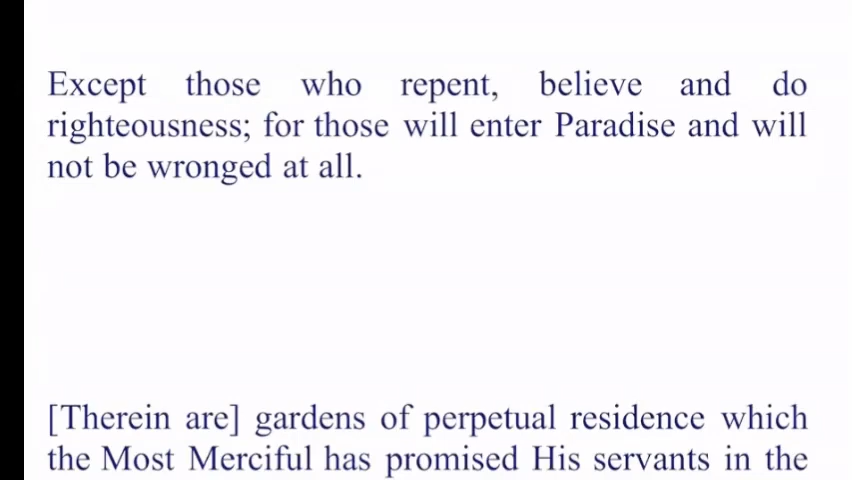 Except those who repent, believe and do
righteousness; for those will enter Paradise and will
not be wronged at all.
[Therein are] gardens of perpetual residence which
the Most Merciful has promised His servants in the